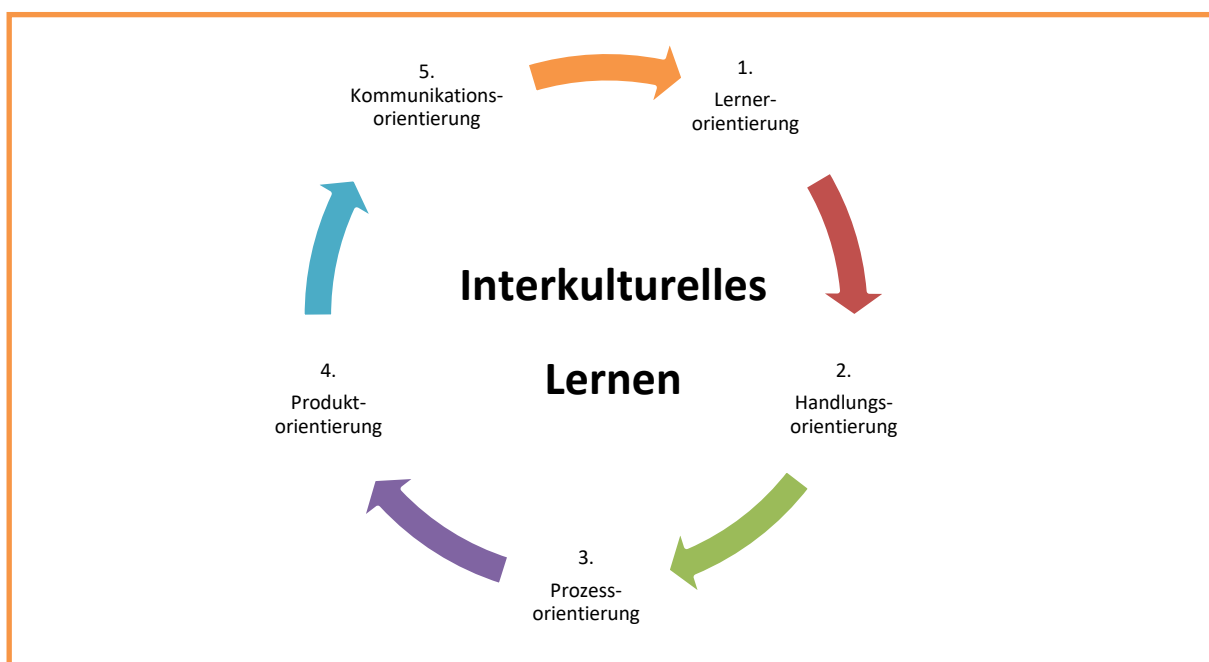 Interkulturelles
Lernen
1.
Lerner-
orientierung
2.
Handlungs-
orientierung
3.
Prozess-
orientierung
4.
Produkt-
orientierung
5.
Kommunikations-
orientierung